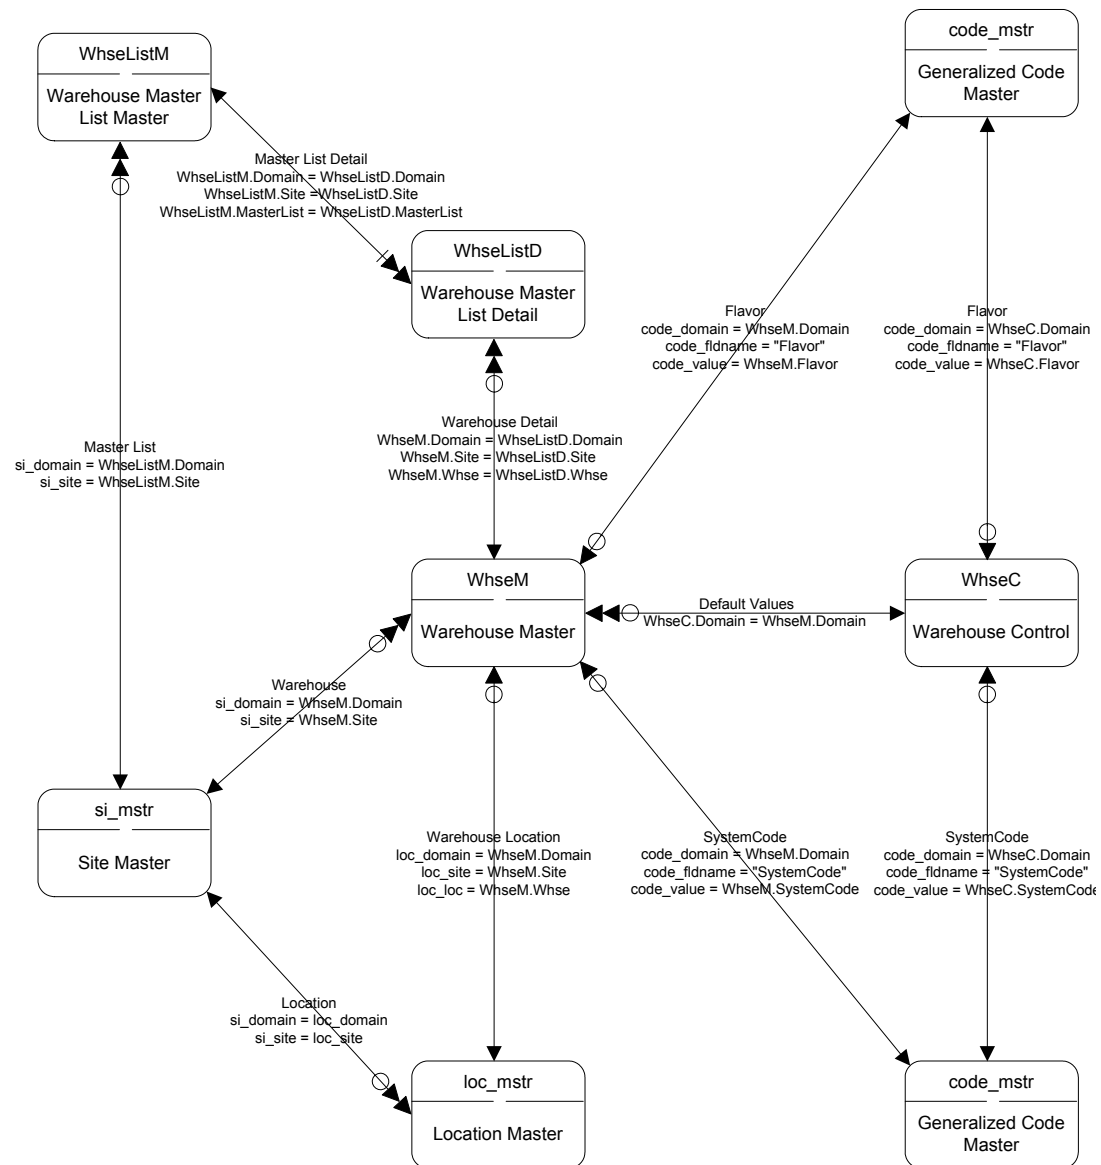 WhseListM
Warehouse Master
List Master
code_mstr
Generalized Code
Master
Master List Detail
WhseListM.Domain = WhseListD.Domain
WhseListM.Site =WhseListD.Site
WhseListM.MasterList = WhseListD.MasterList
WhseListD
Warehouse Master
List Detail
Flavor
code_domain = WhseM.Domain
code_fldname = "Flavor"
code_value = WhseM.Flavor
Flavor
code_domain = WhseC.Domain
code_fldname = "Flavor"
code_value = WhseC.Flavor
Master List
si_domain = WhseListM.Domain
si_site = WhseListM.Site
Warehouse Detail
WhseM.Domain = WhseListD.Domain
WhseM.Site = WhseListD.Site
WhseM.Whse = WhseListD.Whse
WhseM
Warehouse Master
Default Values
WhseC.Domain = WhseM.Domain
WhseC
Warehouse Control
Warehouse
si_domain = WhseM.Domain
si_site = WhseM.Site
si_mstr
Site Master
Warehouse Location
loc_domain = WhseM.Domain
loc_site = WhseM.Site
loc_loc = WhseM.Whse
SystemCode
code_domain = WhseM.Domain
code_fldname = "SystemCode"
code_value = WhseM.SystemCode
SystemCode
code_domain = WhseC.Domain
code_fldname = "SystemCode"
code_value = WhseC.SystemCode
Location
si_domain = loc_domain
si_site = loc_site
loc_mstr
Location Master
code_mstr
Generalized Code
Master